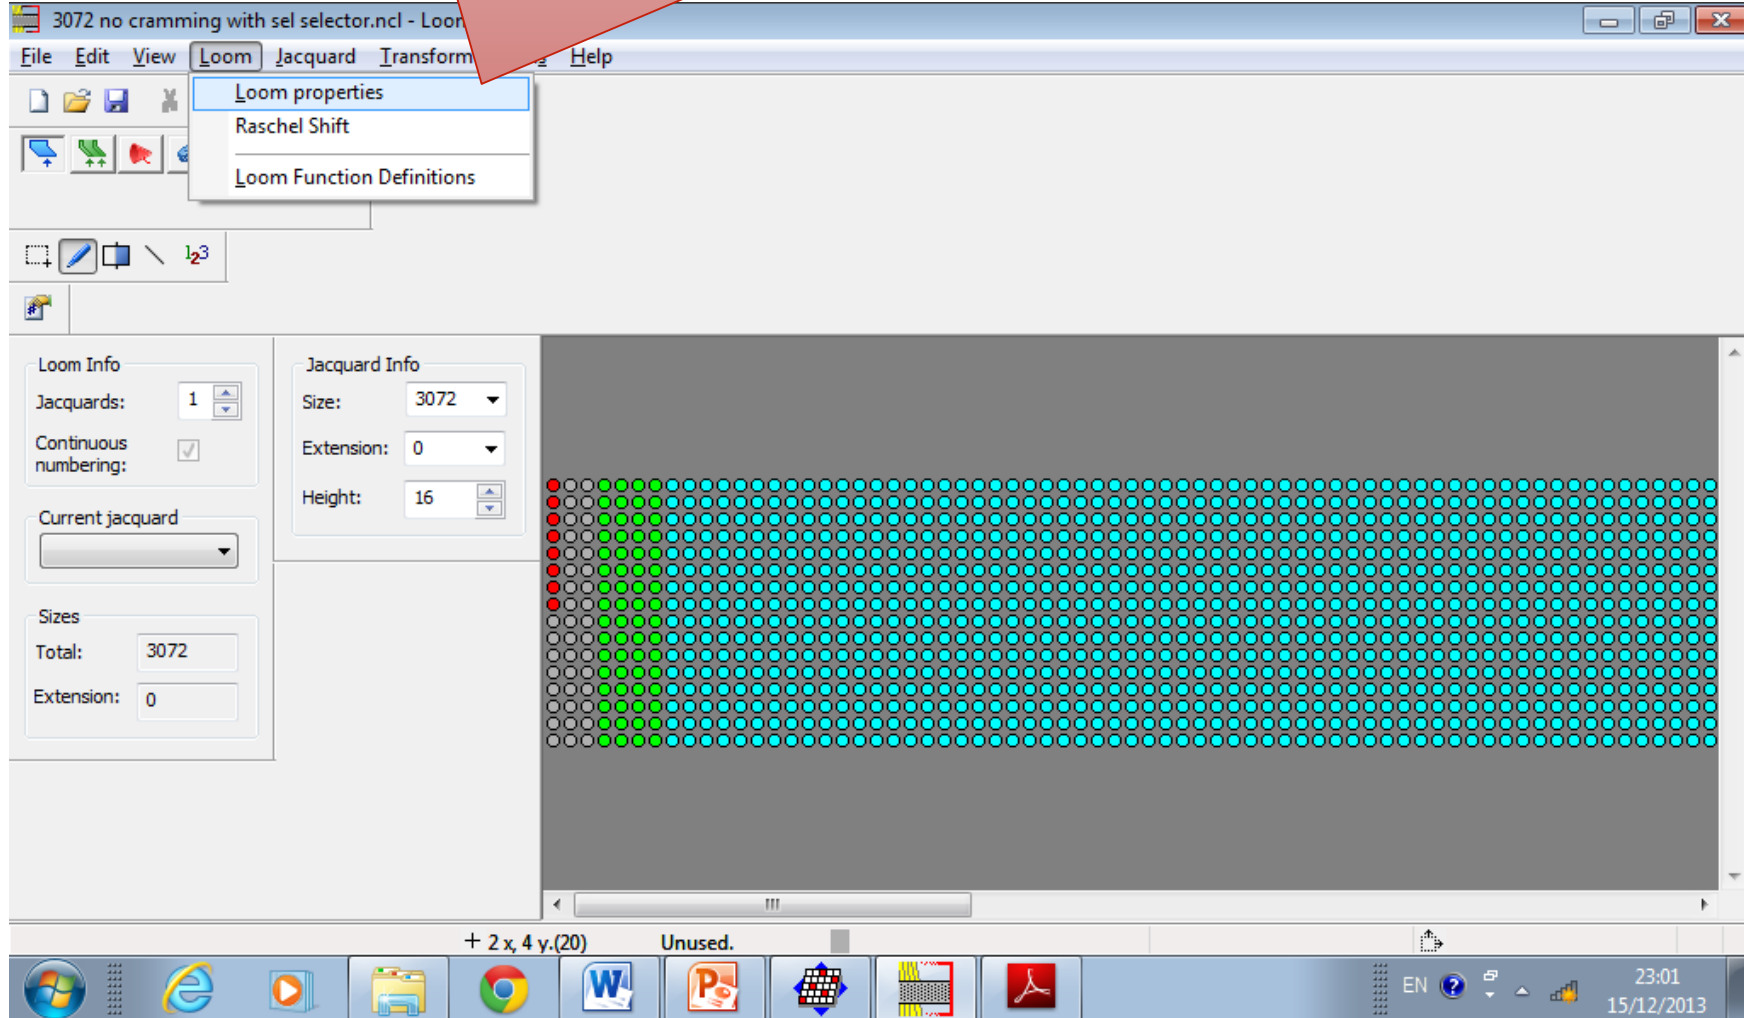 3072 no cramming with sel selector.ncl - Loon
File Edit View Loom Jacquard Transform Help
Loom properties
Raschel Shift
Loom Function Definitions
123
Loom Info
Jacquards: 1
Continuous
numbering:
Current jacquard
Sizes
Total: 3072
Extension: 0
Jacquard Info
Size: 3072
Extension: 0
Height: 16
+ 2 x, 4 y.(20) Unused.
W P
EN 23:01
15/12/2013